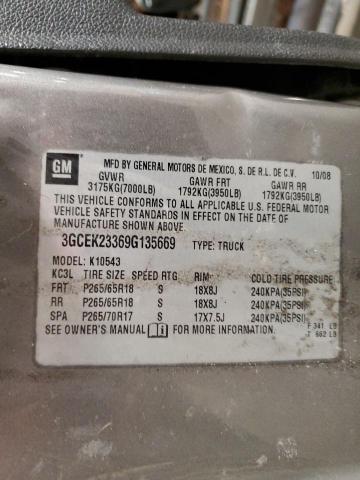 GM MFD BY GENERAL MOTORS DE MEXICO, S. DE R.L. DE C.V. 10/08
GVWR GAWR FRT GAWR RR
3175KG(7000LB) 1792KG(3950LB) 1792KG(3950LB)
THIS VEHICLE CONFORMS TO ALL APPLICABLE U.S. FEDERAL MOTOR
VEHICLE SAFETY STANDARDS IN EFFECT ON THE DATE OF
MANUFACTURE SHOWN ABOVE.
3GCEK23369G135669 TYPE: TRUCK
MODEL: K10543
KC3L TIRE SIZE SPEED RTG RIM COLD TIRE PRESSURE
FRT P265/65R18 S 18X8J 240KPA(35PSI)
RR P265/65R18 S 18X8J 240KPA(35PSI)
SPA P265/70R17 S 17X7.5J 240KPA(35PSI)
SEE OWNER'S MANUAL FOR MORE INFORMATION.
F 341 LB
T 662 LB